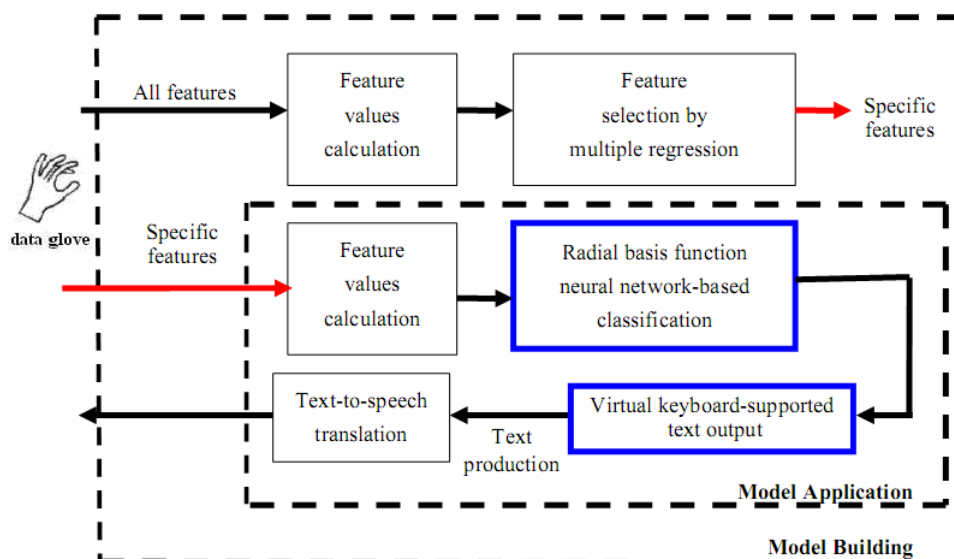 All features
Feature
values
calculation
Feature
selection by
multiple regression
Specific
features
data glove
Specific
features
Feature
values
calculation
Radial basis function
neural network-based
classification
Text-to-speech
translation
Text
production
Virtual keyboard-supported
text output
Model Application
Model Building